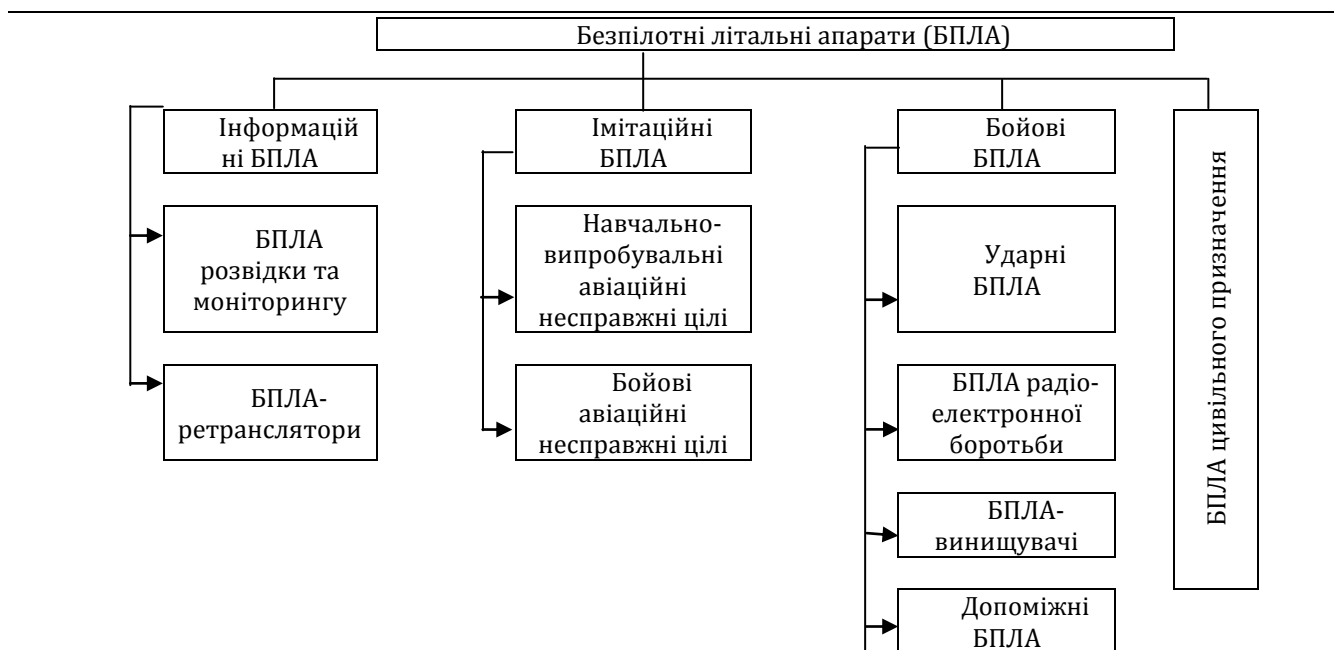 Безпілотні літальні апарати (БПЛА)
Інформацій
ні БПЛА
БПЛА
розвідки та
моніторингу
БПЛА-
ретранслятори
Імітаційні
БПЛА
Навчально-
випробувальні
авіаційні
несправжні цілі
Бойові
авіаційні
несправжні цілі
Бойові
БПЛА
Ударні
БПЛА
БПЛА радіо-
електронної
боротьби
БПЛА-
винищувачі
Допоміжні
БПЛА
БПЛА цивільного призначення